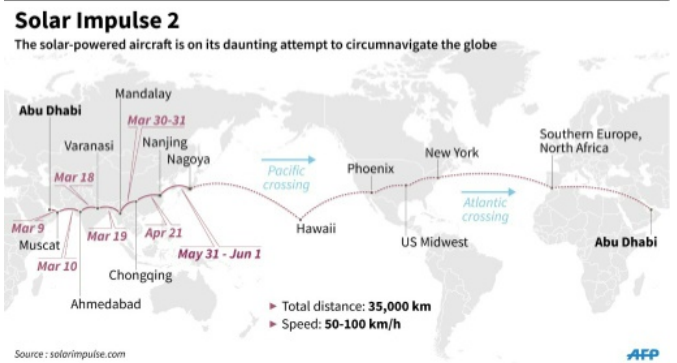 Solar Impulse 2
The solar-powered aircraft is on its daunting attempt to circumnavigate the globe
Mandalay
Abu Dhabi
Mar 30-31
Varanasi
Nanjing
Nagoya
Mar 18
Pacific
crossing
Phoenix
New York
Southern Europe,
North Africa
Atlantic
crossing
Mar 9
Muscat
Mar 19
Apr 21
Mar 10
May 31 - Jun 1
Hawaii
US Midwest
Abu Dhabi
Chongqing
Ahmedabad
Total distance: 35,000 km
Speed: 50-100 km/h
Source : solarimpulse.com
AFP